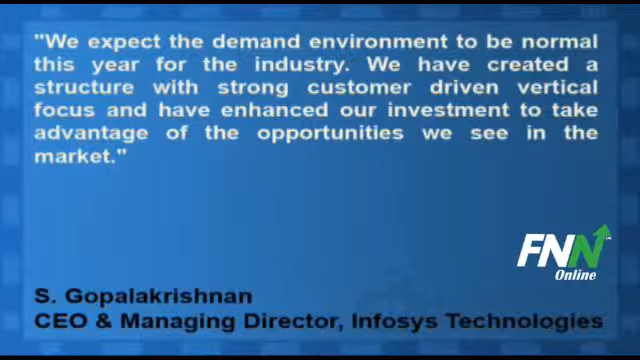 "We expect the demand environment to be normal
this year for the industry. We have created a
structure with strong customer driven vertical
focus and have enhanced our investment to take
advantage of the opportunities we see in the
market."
FNN
Online
S. Gopalakrishnan
CEO & Managing Director, Infosys Technologies